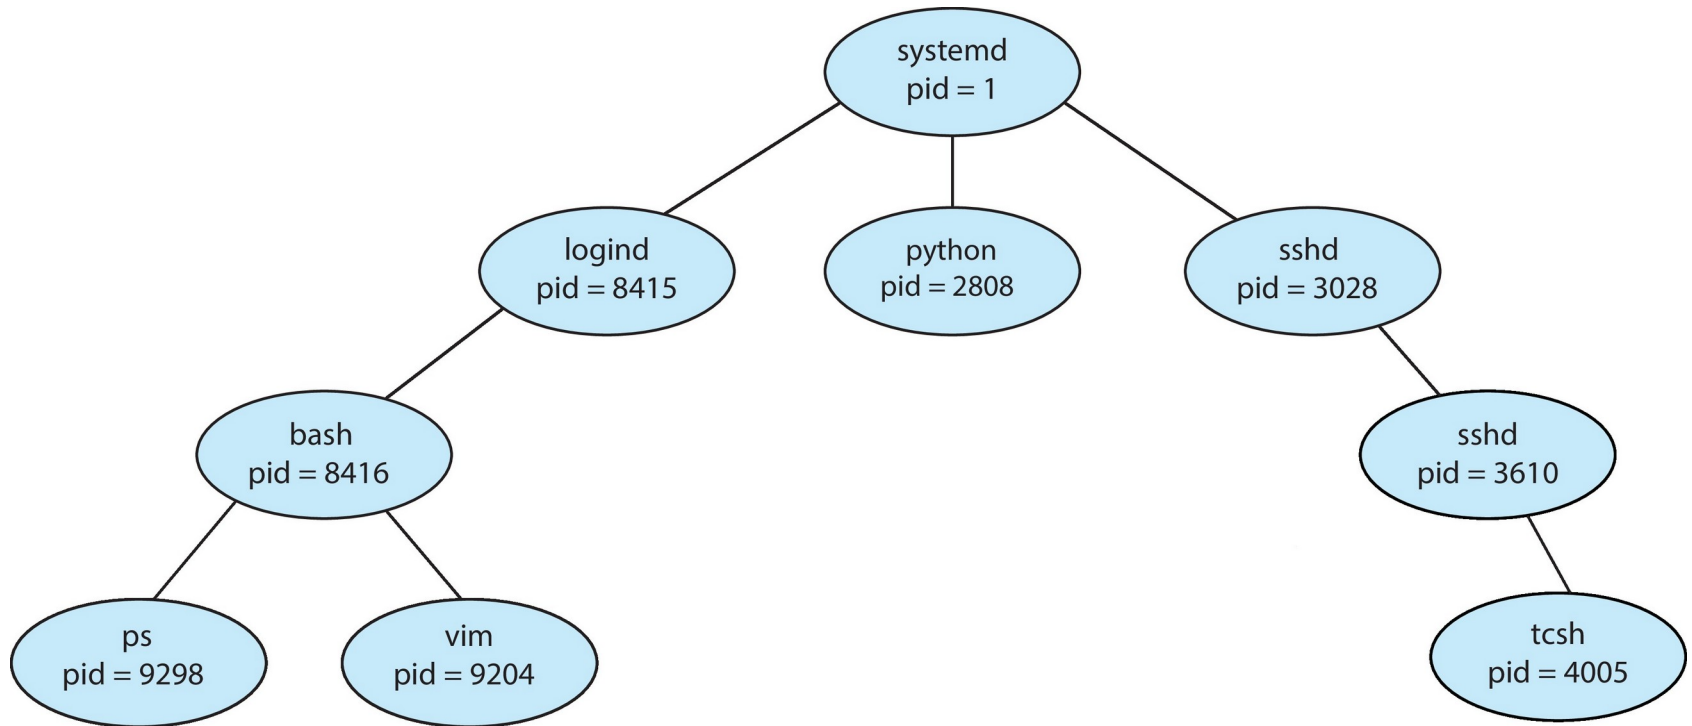 systemd
pid = 1
logind
pid = 8415
python
pid = 2808
sshd
pid = 3028
bash
pid = 8416
sshd
pid = 3610
ps
pid = 9298
vim
pid = 9204
tcsh
pid = 4005